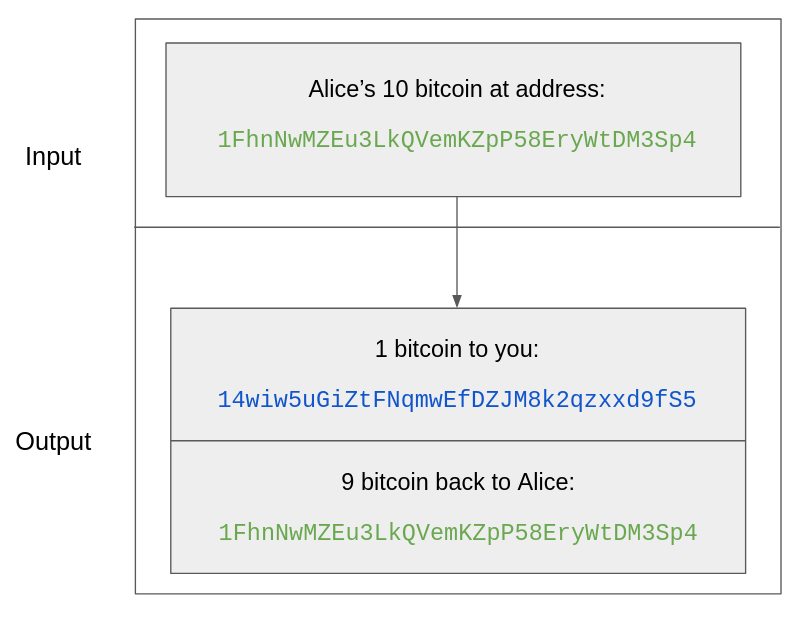 Input
Alice’s 10 bitcoin at address:
1FhnNwMZEu3LkQVemKZpP58EryWtDM3Sp4
Output
1 bitcoin to you:
14wiw5uGiZtFNqmwEfDZJM8k2qzxxd9fS5
9 bitcoin back to Alice:
1FhnNwMZEu3LkQVemKZpP58EryWtDM3Sp4